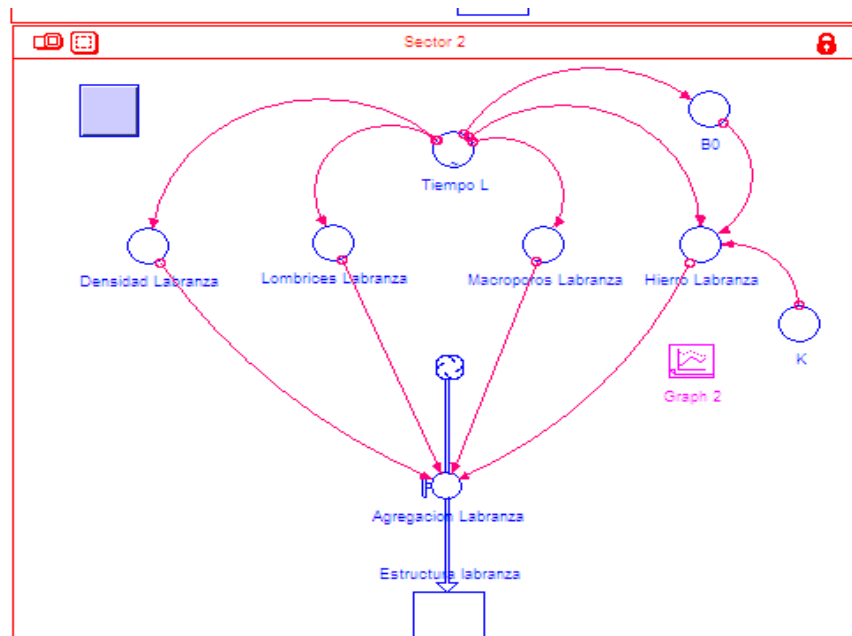 Sector 2
B0
Tiempo L
Densidad Labranza
Lombrices Labranza
Macroporos Labranza
Hierro Labranza
K
Graph 2
Agregacion Labranza
Estructura labranza